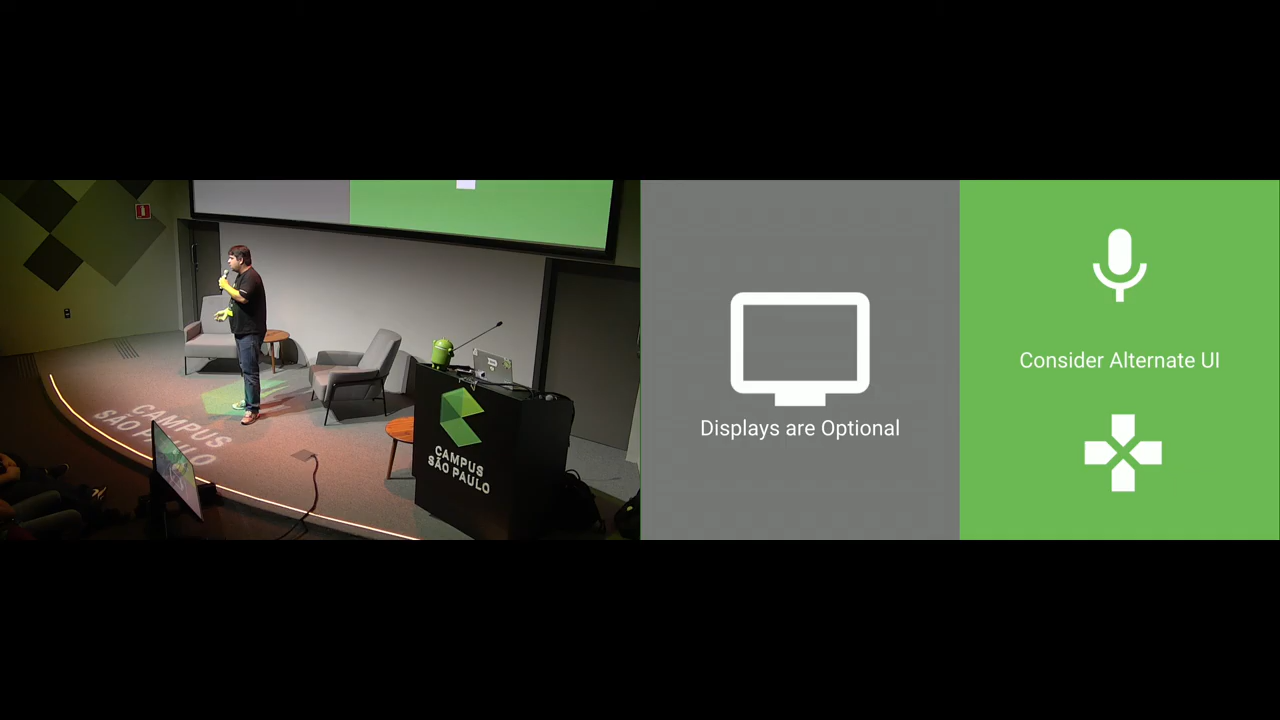 CAMPUS
SÃO PAULO
CAMPUS
SÃO PAULO
Displays are Optional
Consider Alternate UI